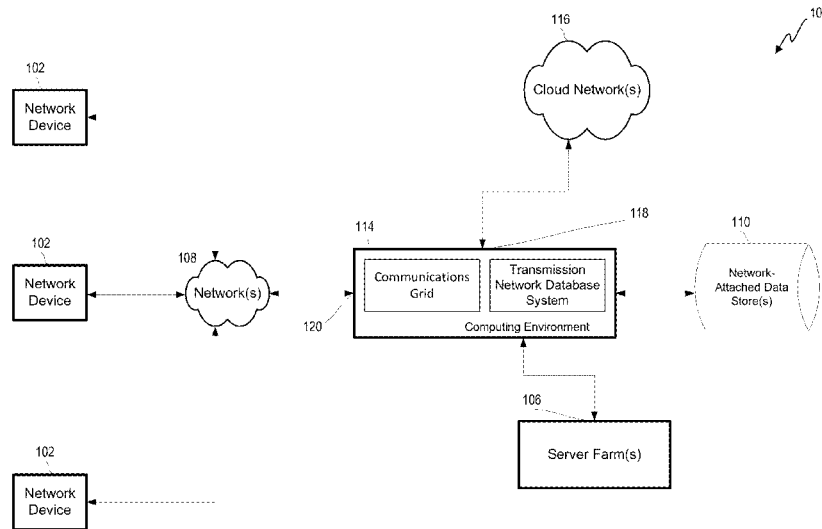 116
10
102
Cloud Network(s)
Network
Device
118
102
114
110
108
Transmission
Network Database
System
Communications
Grid
Network
Device
Network(s)
Network-
Attached Data
Store(s)
120
Computing Environment
106
102
Server Farm(s)
Network
Device